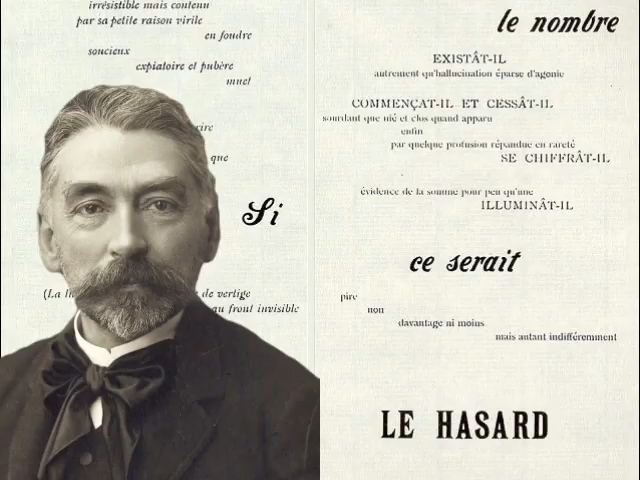 irrésistible mais contenu
par sa petite raison virile
en foudre
soucieux
expiatoire et pubère
muet
rire
que
Si
(La
de vertige
au front invisible
le nombre
EXISTÂT-IL
autrement qu'hallucination éparse d'agonie
COMMENÇAT-IL ET CESSÂT-IL
sourdant que nié et clos quand apparu
enfin
par quelque profusion répandue en rareté
SE CHIFFRÂT-IL
évidence de la somme pour peu qu'une
ILLUMINÂT-IL
ce serait
pire
non
davantage ni moins
mais autant indifféremment
LE HASARD